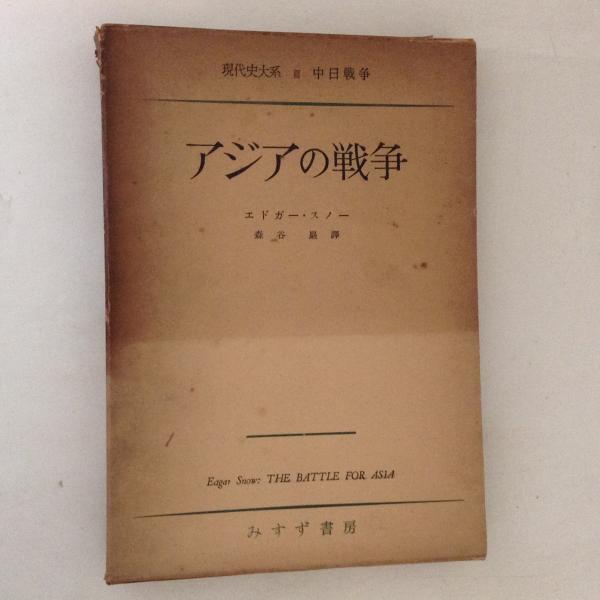 現代史大系 Ⅲ 中日戦争
アジアの戦争
エドガー・スノー
森谷 巌 譯
Edgar Snow: THE BATTLE FOR ASIA
みすず書房